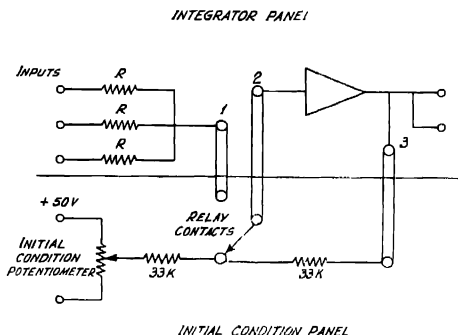 INTEGRATOR PANEL
INPUTS
R
R
R
1
2
3
+50V
RELAY
CONTACTS
INITIAL
CONDITION
POTENTIOMETER
33K
33K
INITIAL CONDITION PANEL